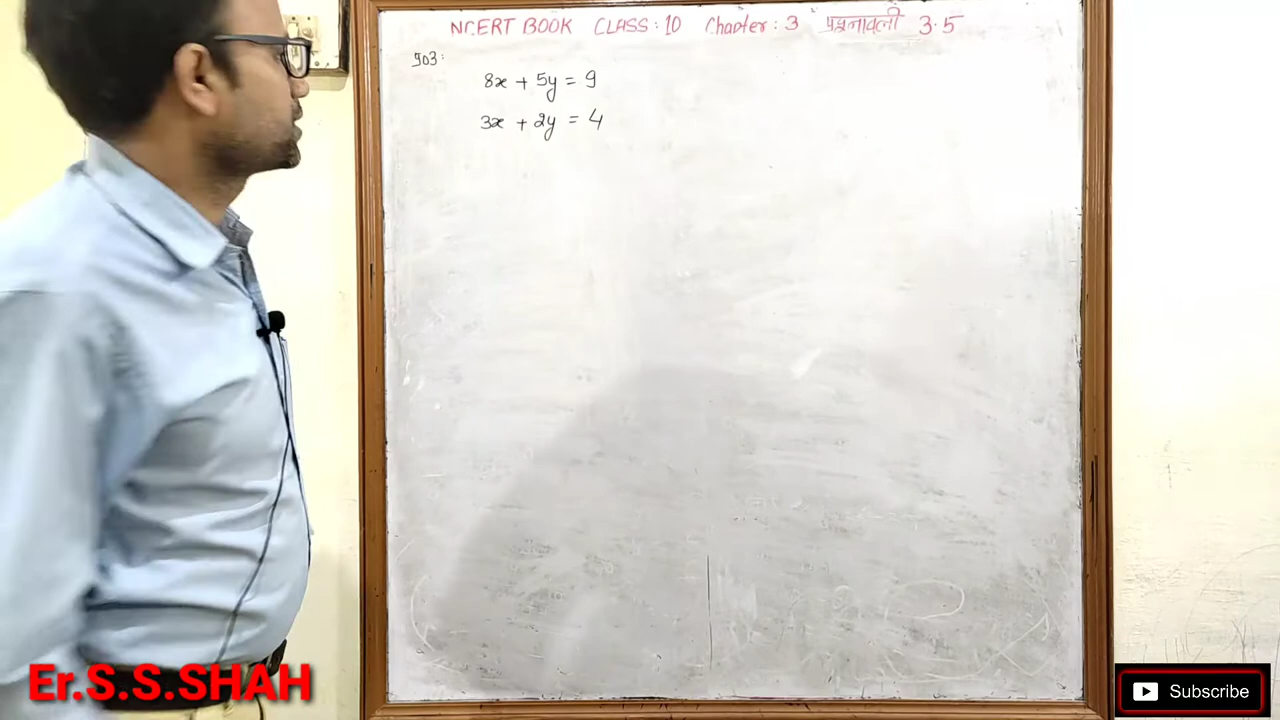 NCERT BOOK CLASS: 10 Chapter: 3 प्रश्नावली 3.5
प्र03:
8x + 5y = 9
3x + 2y = 4
Er.S.S.SHAH
Subscribe